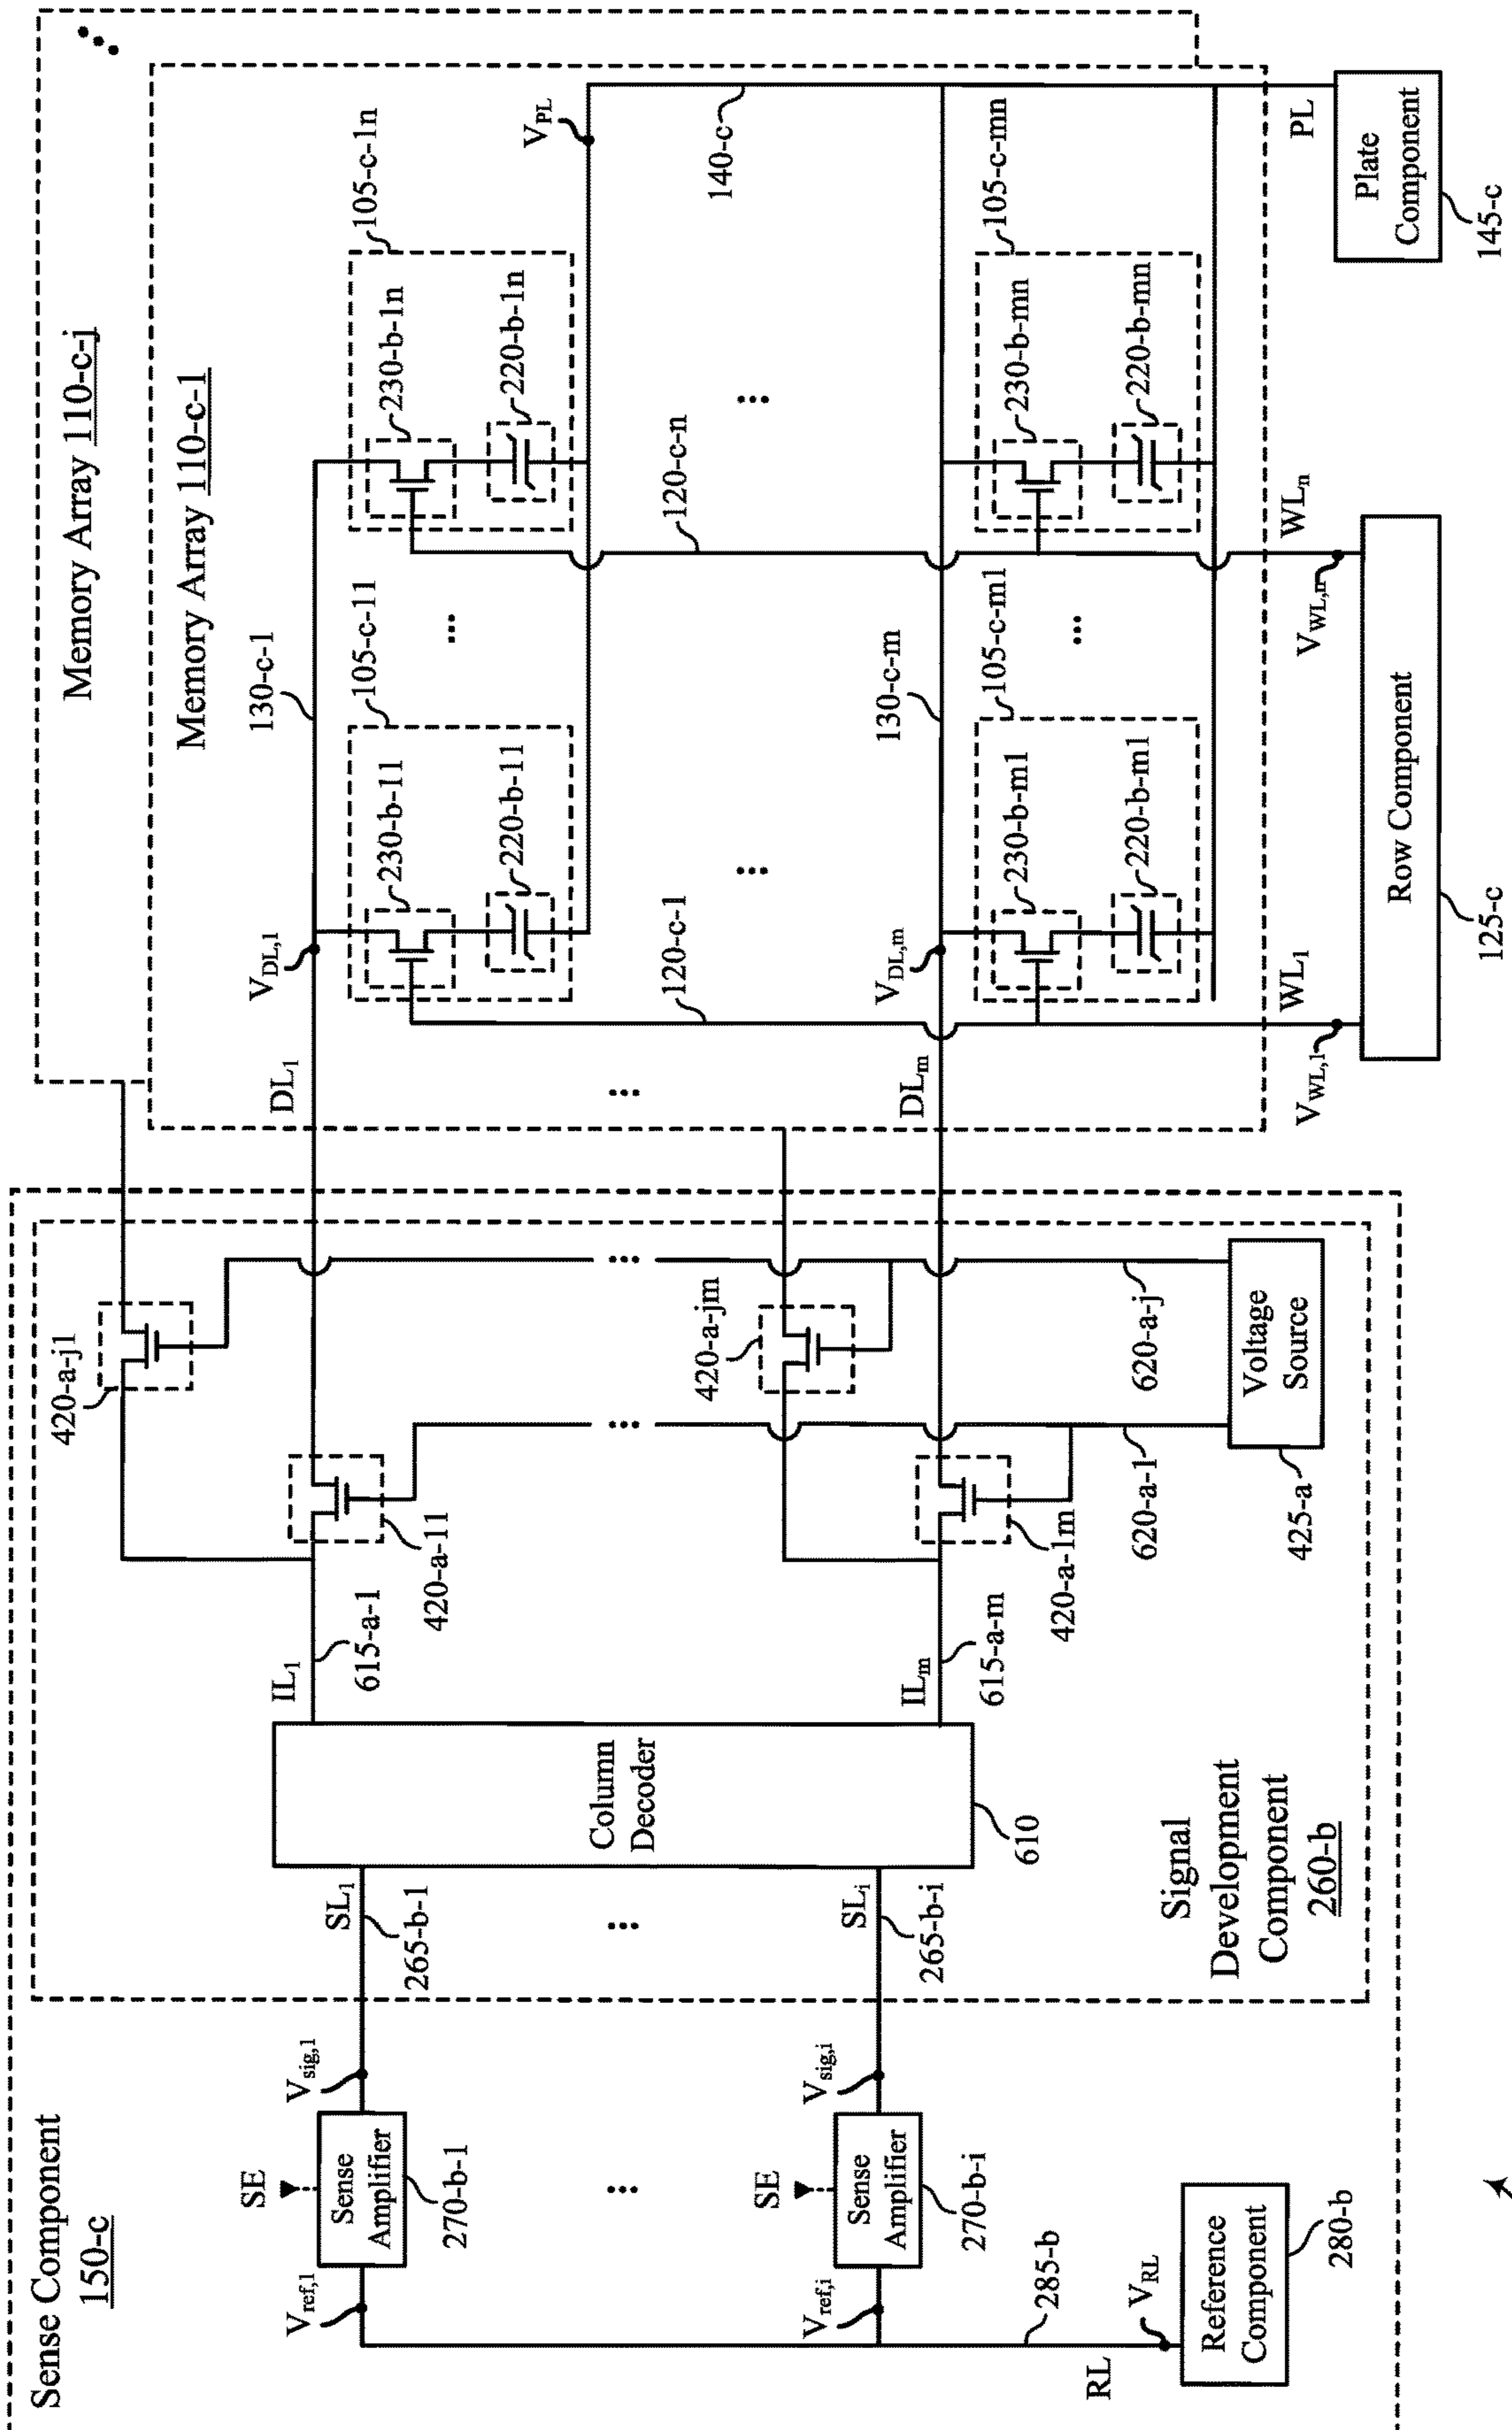 Sense Component
150-c
SE
V_ref,1
Sense
Amplifier
V_sig,1
270-b-1
SL_1
265-b-1
...
SE
V_ref,i
Sense
Amplifier
V_sig,i
270-b-i
SL_i
265-b-i
285-b
RL
V_RL
Reference
Component
280-b
Column
Decoder
610
Signal
Development
Component
260-b
IL_1
615-a-1
IL_m
615-a-m
420-a-j1
420-a-11
...
...
420-a-jm
420-a-1m
620-a-1
620-a-j
Voltage
Source
425-a
Memory Array 110-c-j
...
Memory Array 110-c-1
DL_1
V_DL,1
130-c-1
105-c-11
230-b-11
220-b-11
...
105-c-1n
230-b-1n
220-b-1n
V_PL
120-c-1
120-c-n
140-c
...
...
...
DL_m
V_DL,m
130-c-m
105-c-m1
230-b-m1
220-b-m1
...
105-c-mn
230-b-mn
220-b-mn
WL_1
V_WL,1
WL_n
V_WL,n
Row Component
125-c
PL
Plate
Component
145-c